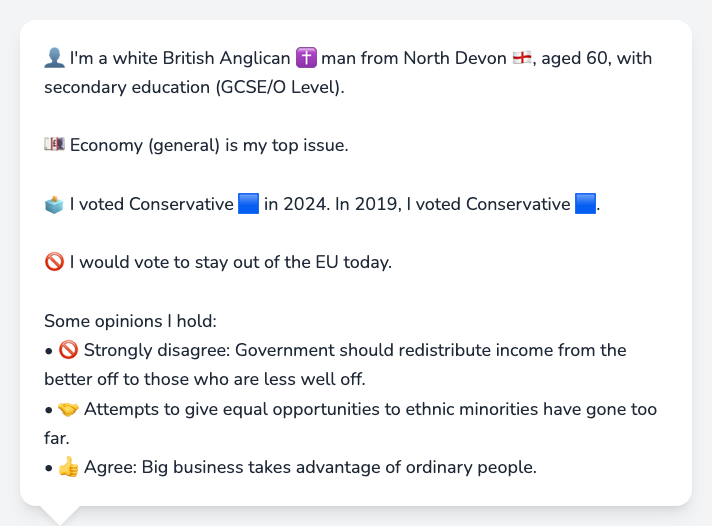 👤 I'm a white British Anglican ✝️ man from North Devon 🏴󠁧󠁢󠁥󠁮󠁧󠁿, aged 60, with
secondary education (GCSE/O Level).
💷 Economy (general) is my top issue.
🗳️ I voted Conservative 🟦 in 2024. In 2019, I voted Conservative 🟦.
🚫 I would vote to stay out of the EU today.
Some opinions I hold:
• 🚫 Strongly disagree: Government should redistribute income from the
better off to those who are less well off.
• 🤝 Attempts to give equal opportunities to ethnic minorities have gone too
far.
• 👍 Agree: Big business takes advantage of ordinary people.